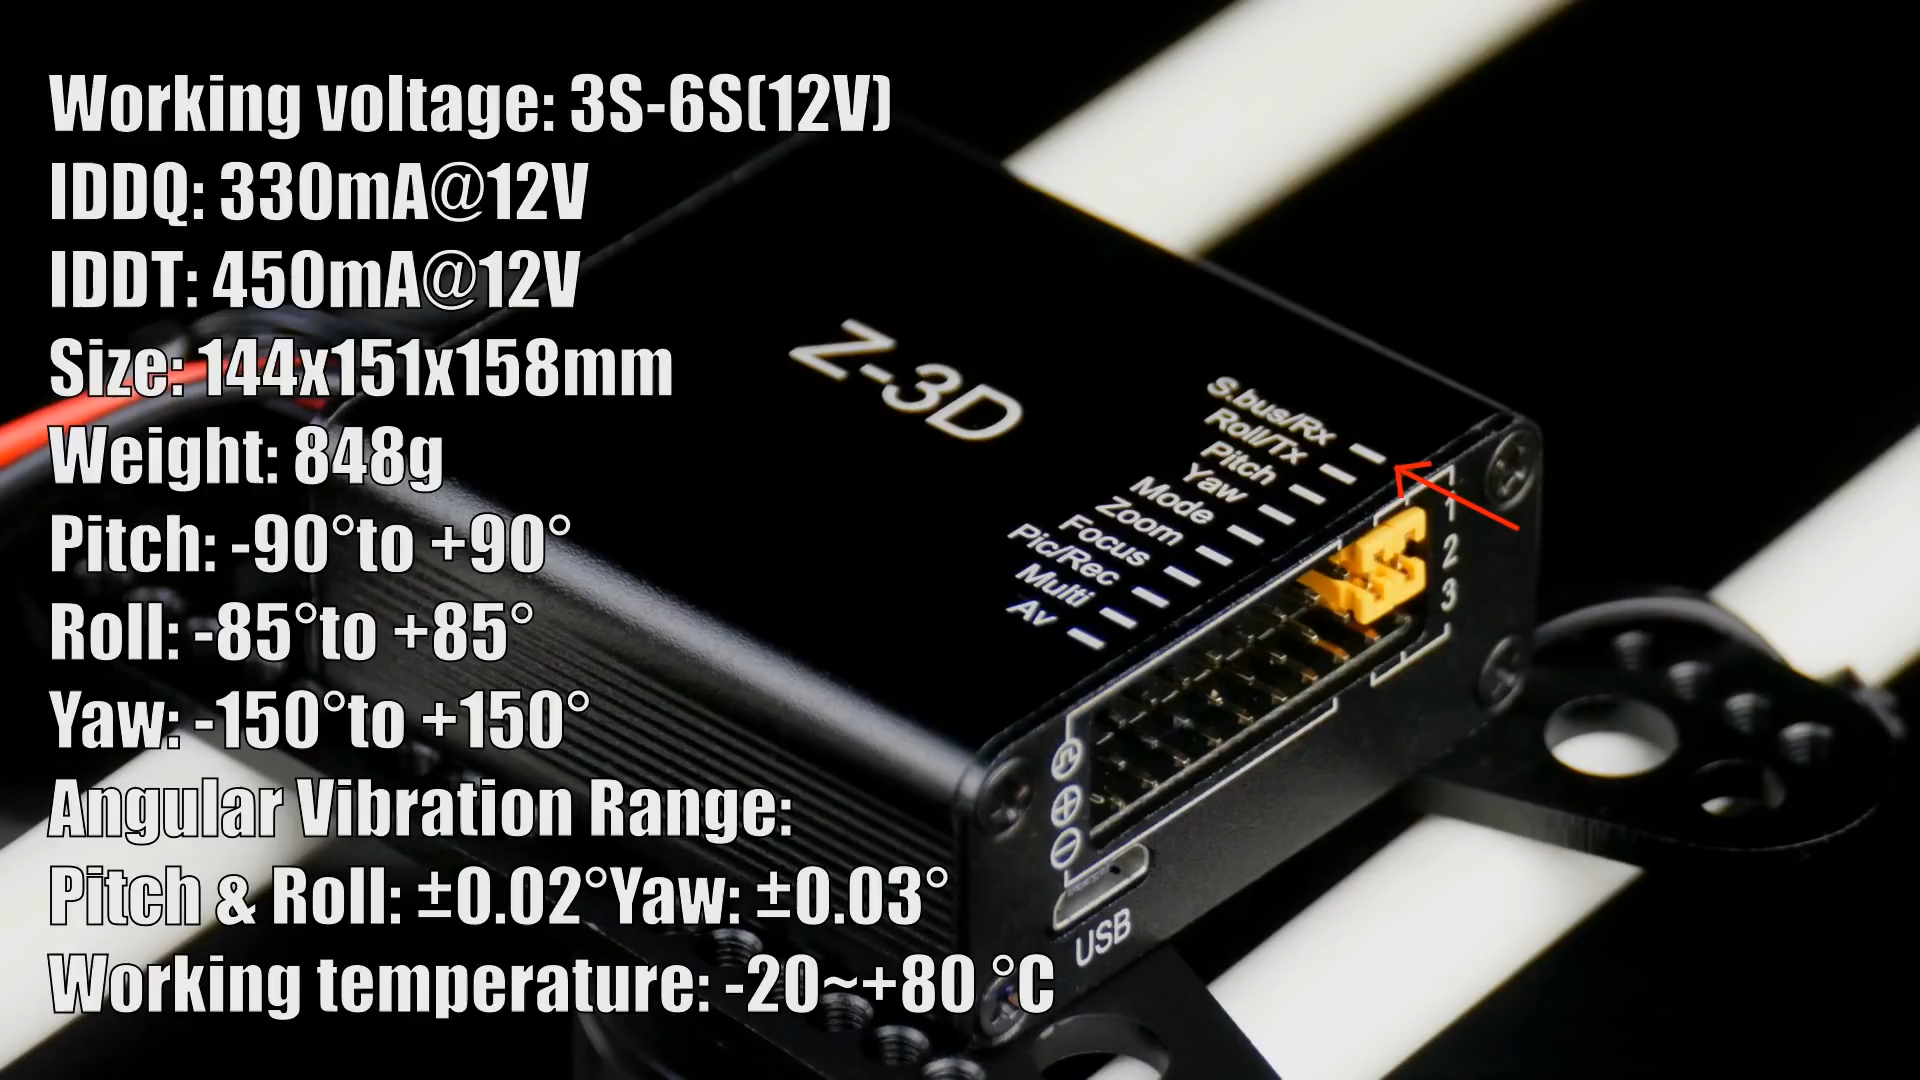 Working voltage: 3S-6S(12V)
IDDQ: 330mA@12V
IDDT: 450mA@12V
Size: 144x151x158mm
Weight: 848g
Pitch: -90°to +90°
Roll: -85°to +85°
Yaw: -150°to +150°
Angular Vibration Range:
Pitch & Roll: ±0.02°Yaw: ±0.03°
Working temperature: -20~+80 °C
Z-3D
S.bus/Rx
Roll/Tx
Pitch
Yaw
Mode
Zoom
Focus
Pic/Rec
Multi
Av
1
2
3
USB